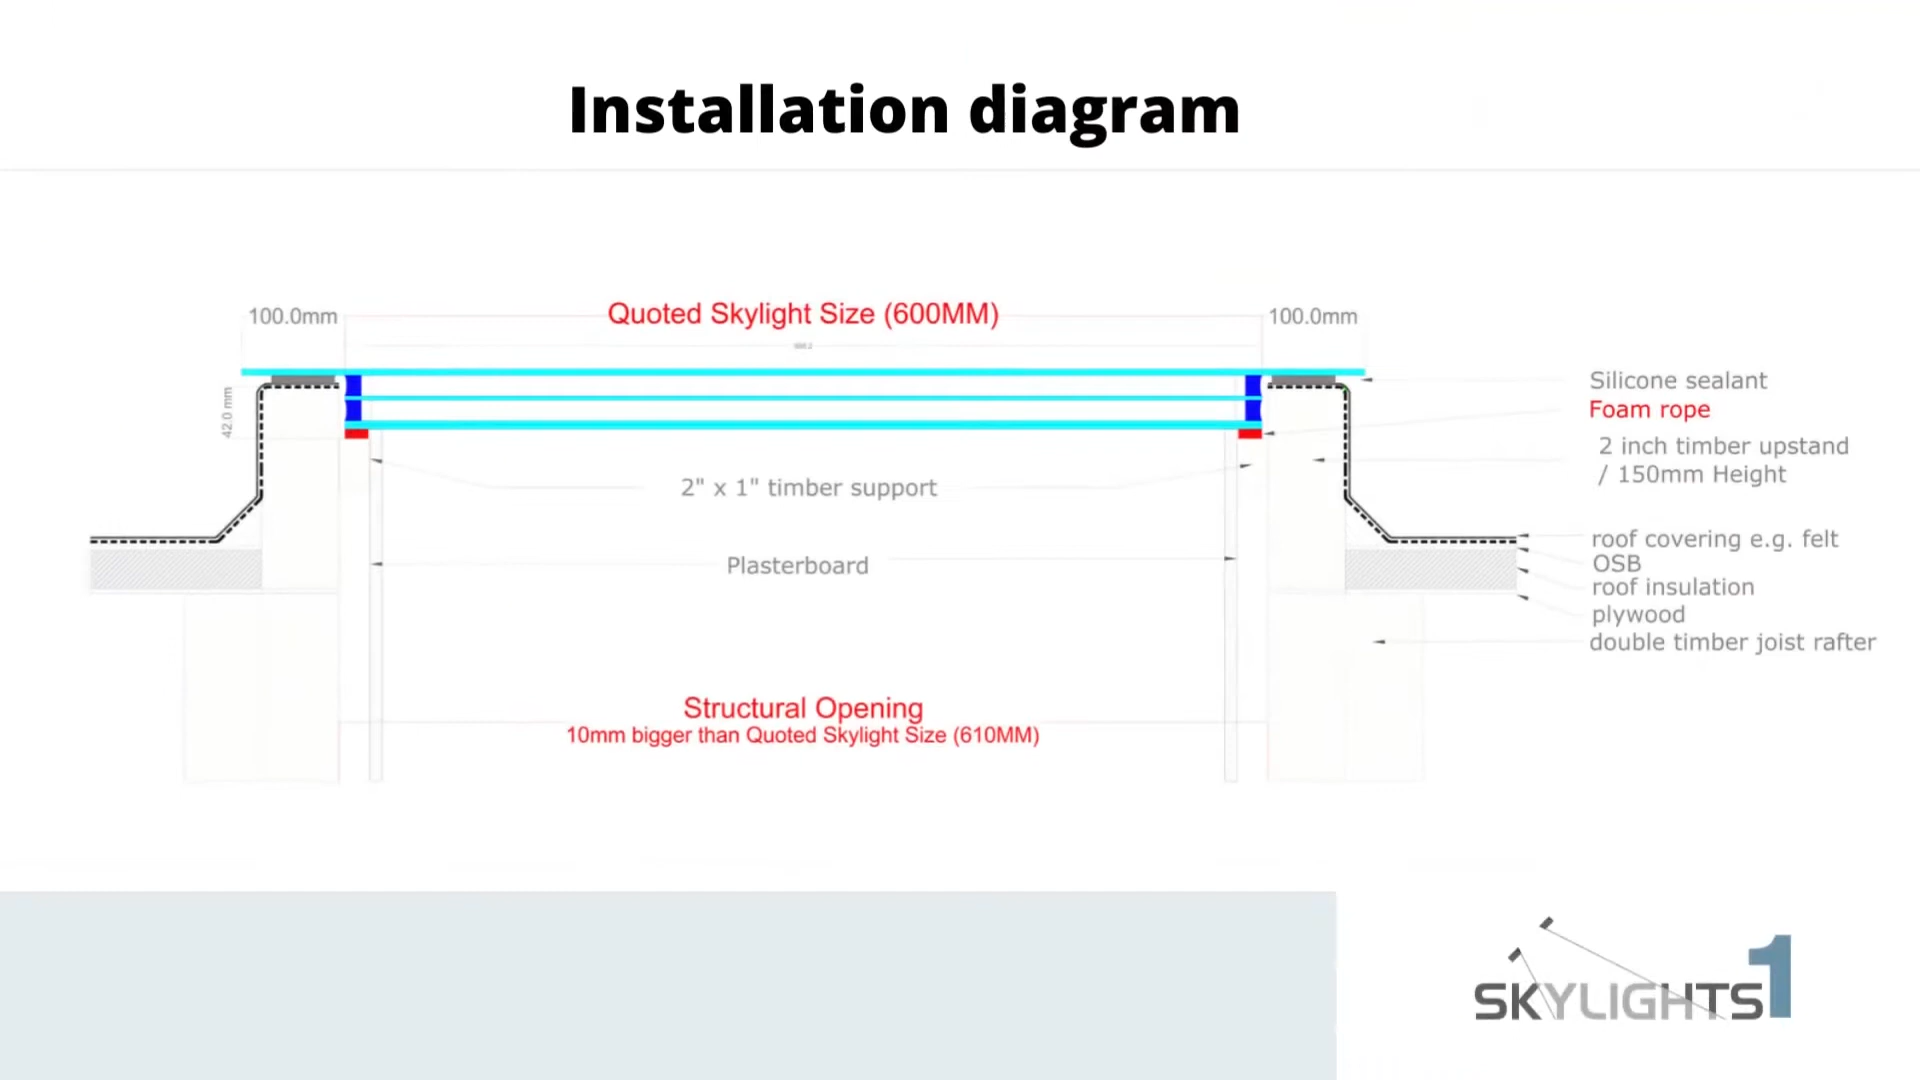 Installation diagram
100.0mm
Quoted Skylight Size (600MM)
100.0mm
42.0 mm
Silicone sealant
Foam rope
2 inch timber upstand
/ 150mm Height
2" x 1" timber support
roof covering e.g. felt
OSB
Plasterboard
roof insulation
plywood
double timber joist rafter
Structural Opening
10mm bigger than Quoted Skylight Size (610MM)
SKYLIGHTS1